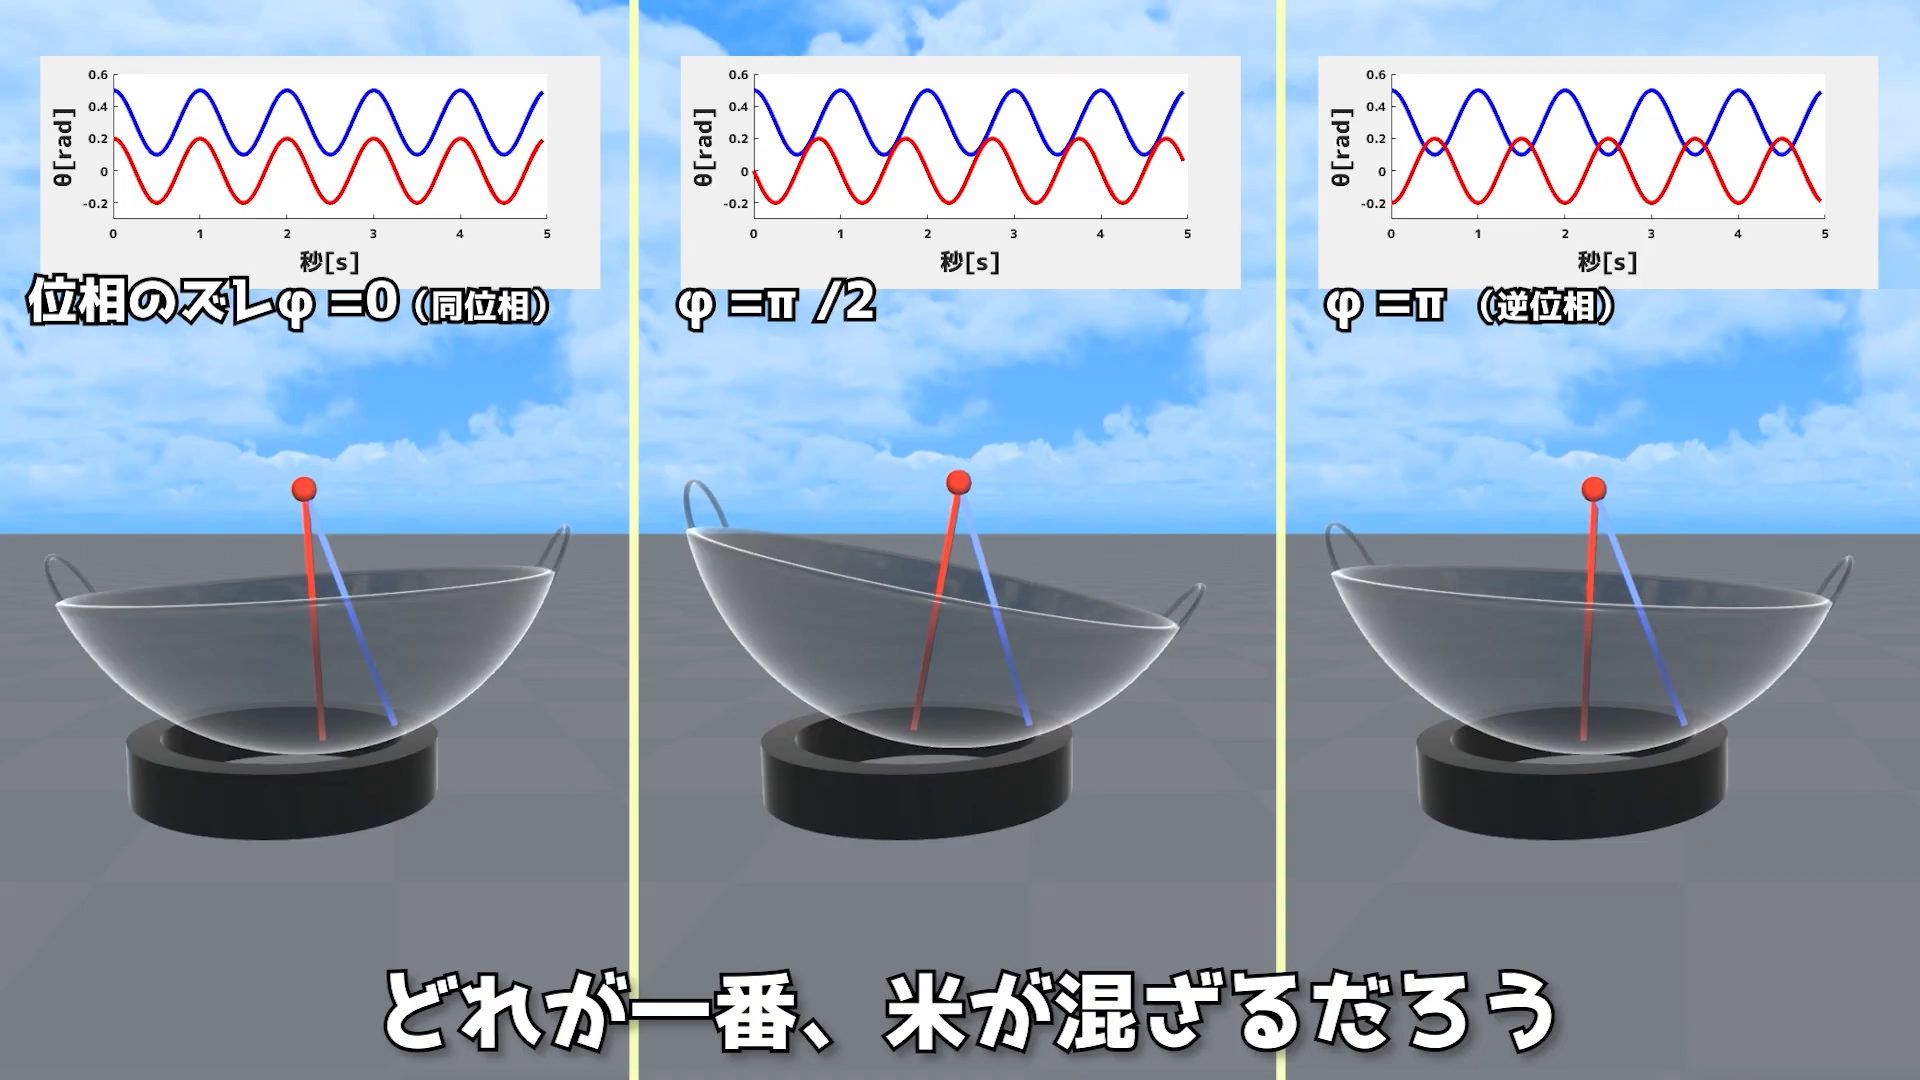 0.6
0.4
0.2
0
-0.2
θ[rad]
0 1 2 3 4 5
秒[s]
位相のズレφ =0（同位相）
0.6
0.4
0.2
0
-0.2
θ[rad]
0 1 2 3 4 5
秒[s]
φ =π /2
0.6
0.4
0.2
0
-0.2
θ[rad]
0 1 2 3 4 5
秒[s]
φ =π （逆位相）
どれが一番、米が混ざるだろう